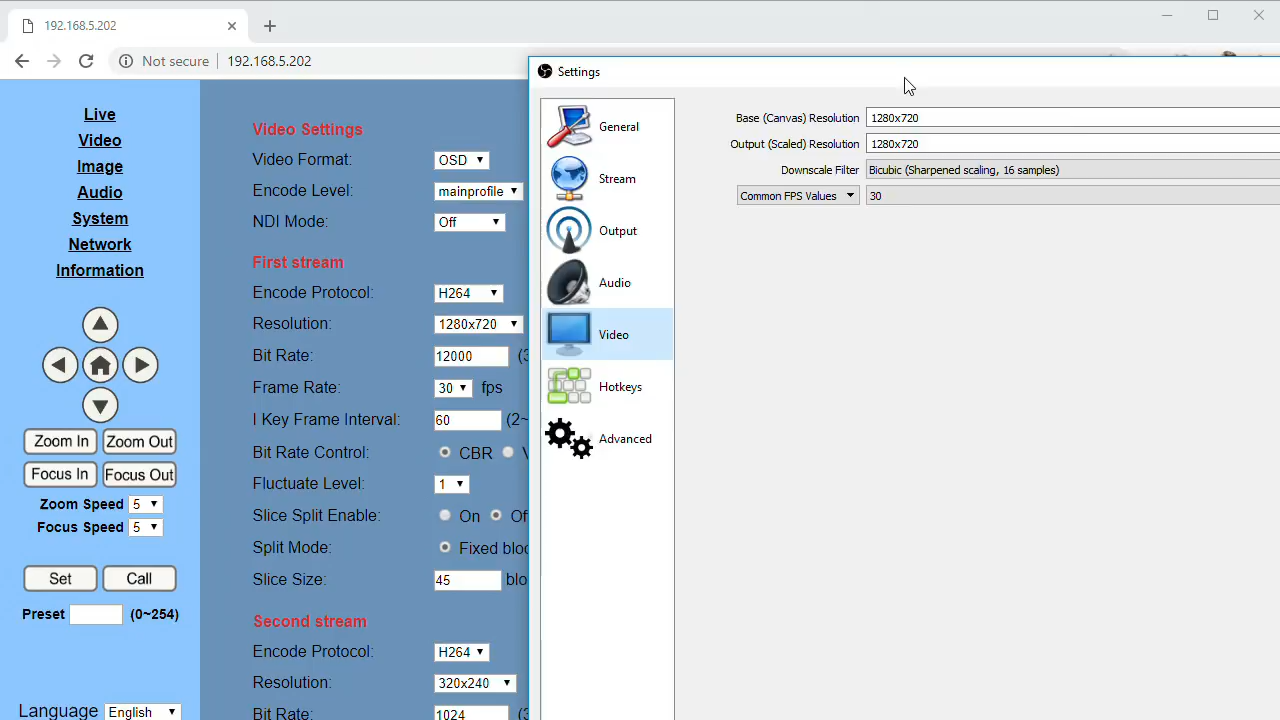 192.168.5.202
Not secure
192.168.5.202
Live
Video
Image
Audio
System
Network
Information
Zoom In
Zoom Out
Focus In
Focus Out
Zoom Speed 5
Focus Speed 5
Set
Call
Preset (0~254)
Language English
Video Settings
Video Format: OSD
Encode Level: mainprofile
NDI Mode: Off
First stream
Encode Protocol: H264
Resolution: 1280x720
Bit Rate: 12000 (3
Frame Rate: 30 fps
I Key Frame Interval: 60 (2~
Bit Rate Control: CBR V
Fluctuate Level: 1
Slice Split Enable: On Of
Split Mode: Fixed bloc
Slice Size: 45 blo
Second stream
Encode Protocol: H264
Resolution: 320x240
Bit Rate: 1024 (3
Settings
General
Stream
Output
Audio
Video
Hotkeys
Advanced
Base (Canvas) Resolution 1280x720
Output (Scaled) Resolution 1280x720
Downscale Filter Bicubic (Sharpened scaling, 16 samples)
Common FPS Values 30